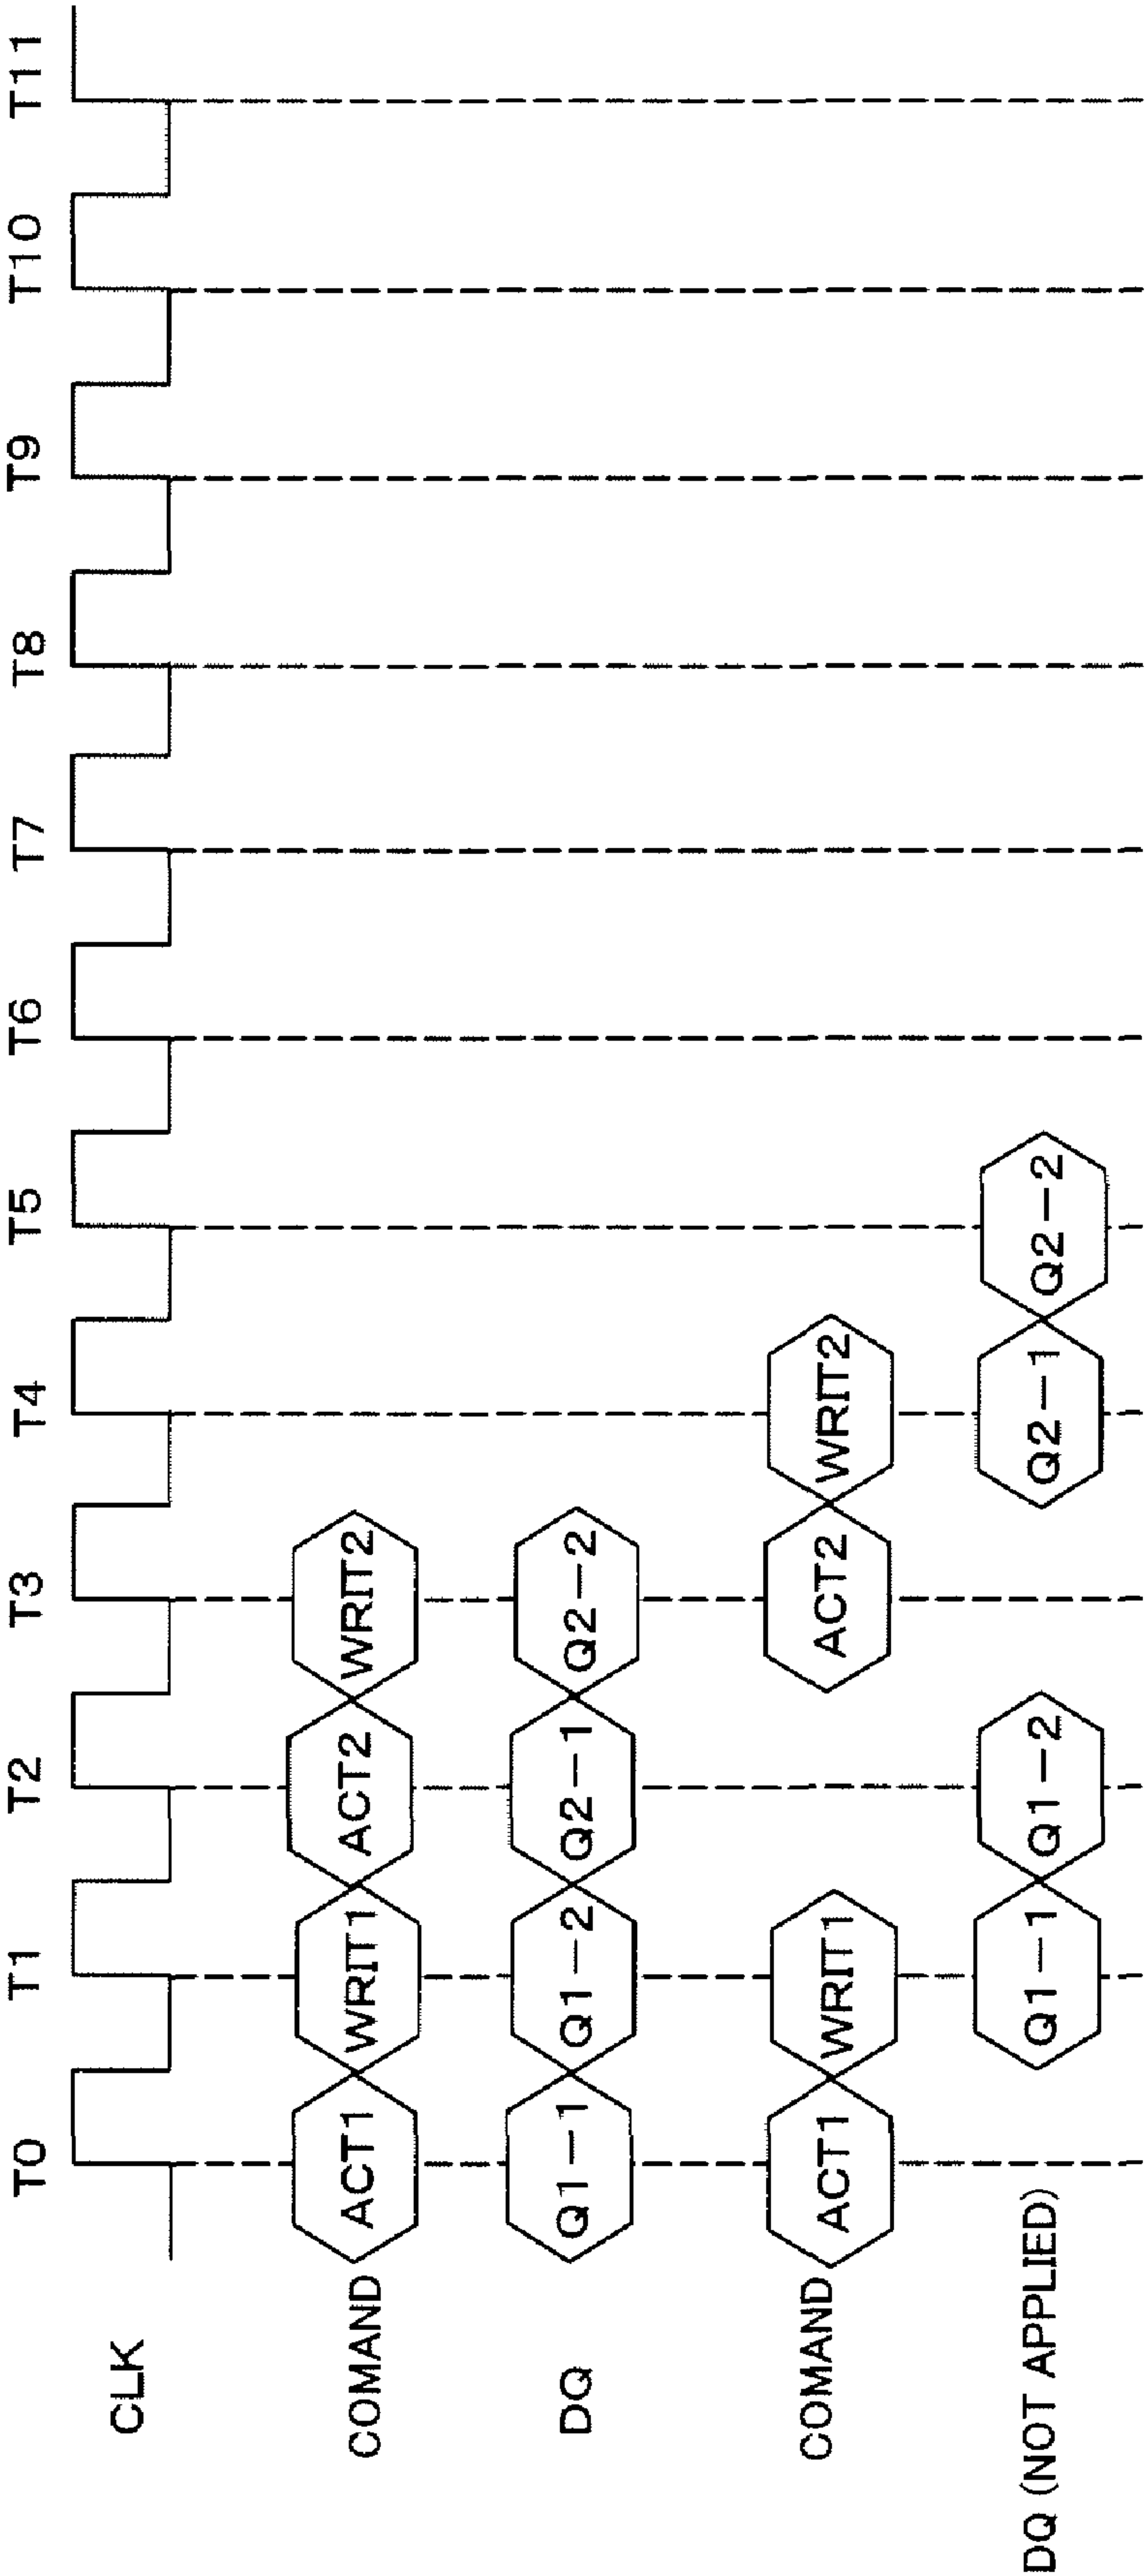 T0 T1 T2 T3 T4 T5 T6 T7 T8 T9 T10 T11
CLK
COMAND ACT1 WRIT1 ACT2 WRIT2
DQ Q1-1 Q1-2 Q2-1 Q2-2
COMAND ACT1 WRIT1 ACT2 WRIT2
DQ (NOT APPLIED) Q1-1 Q1-2 Q2-1 Q2-2